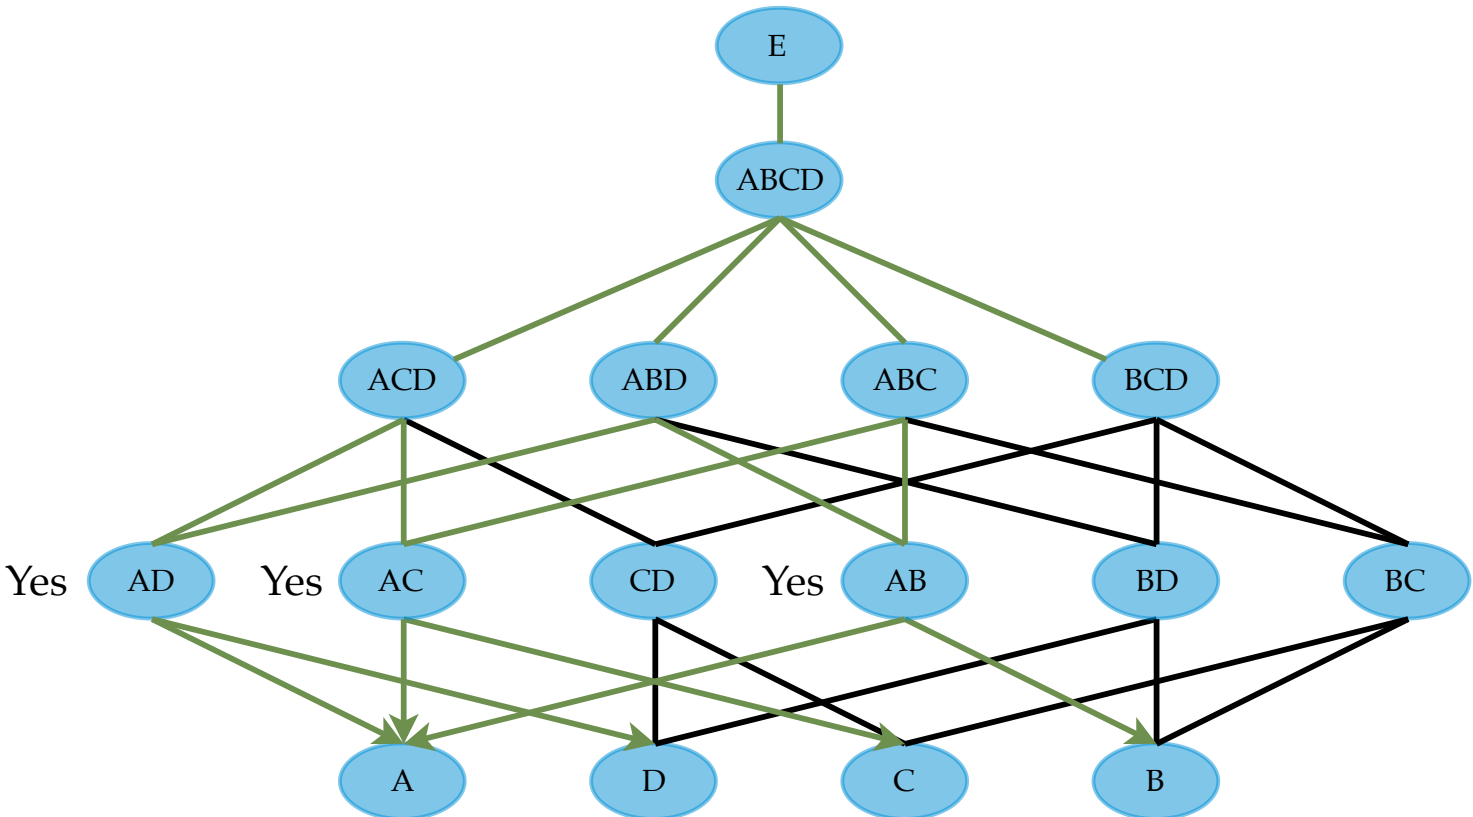 E
ABCD
ACD ABD ABC BCD
Yes AD Yes AC CD Yes AB BD BC
A D C B